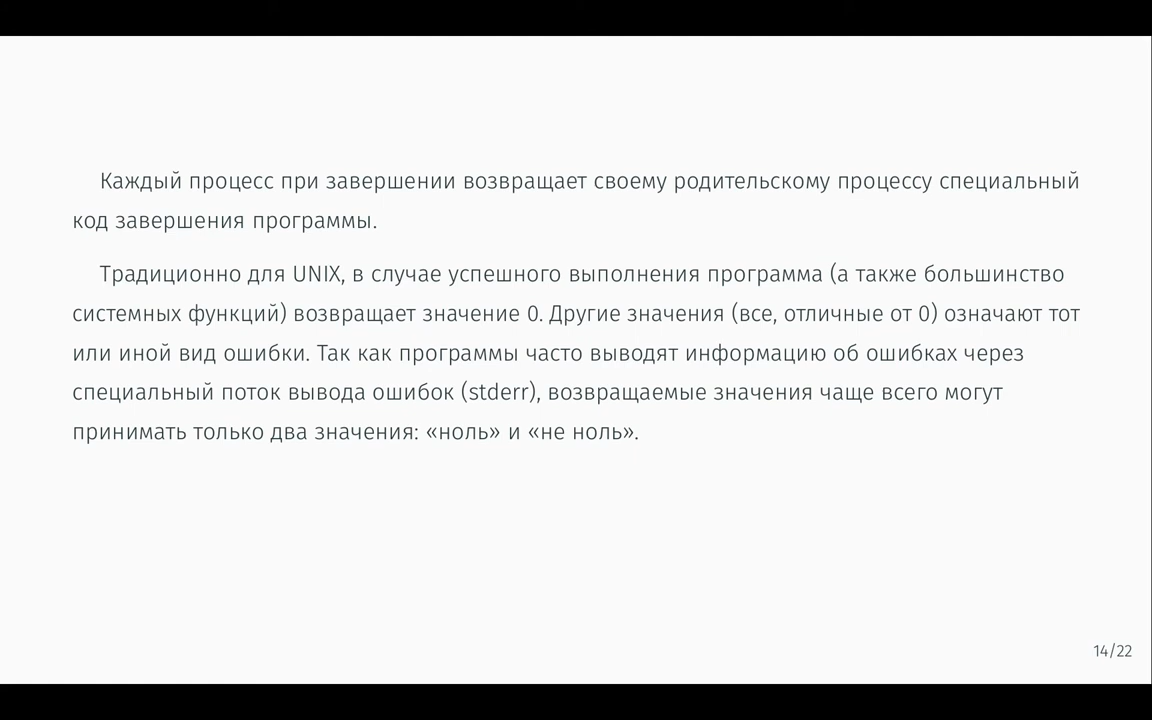 Каждый процесс при завершении возвращает своему родительскому процессу специальный
код завершения программы.
Традиционно для UNIX, в случае успешного выполнения программа (а также большинство
системных функций) возвращает значение 0. Другие значения (все, отличные от 0) означают тот
или иной вид ошибки. Так как программы часто выводят информацию об ошибках через
специальный поток вывода ошибок (stderr), возвращаемые значения чаще всего могут
принимать только два значения: «ноль» и «не ноль».
14/22